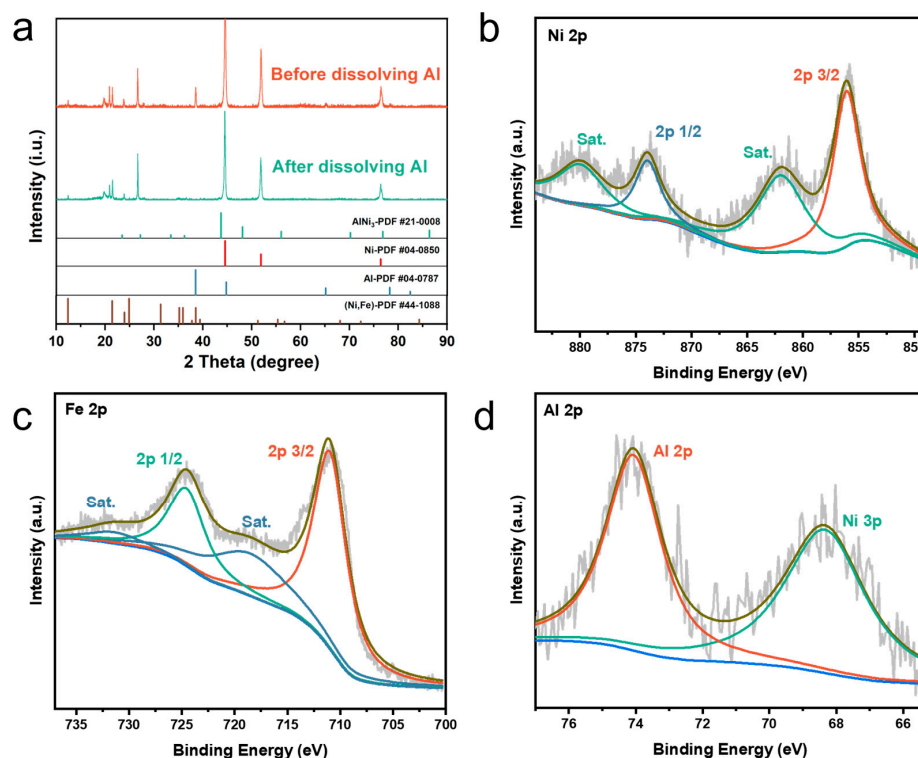 a
Intensity (i.u.)
Before dissolving Al
After dissolving Al
AlNi₃-PDF #21-0008
Ni-PDF #04-0850
Al-PDF #04-0787
(Ni,Fe)-PDF #44-1088
10 20 30 40 50 60 70 80 90
2 Theta (degree)
b
Ni 2p
Intensity (a.u.)
2p 3/2
2p 1/2
Sat.
Sat.
880 875 870 865 860 855 850
Binding Energy (eV)
c
Fe 2p
Intensity (a.u.)
2p 1/2
2p 3/2
Sat.
Sat.
735 730 725 720 715 710 705 700
Binding Energy (eV)
d
Al 2p
Intensity (a.u.)
Al 2p
Ni 3p
76 74 72 70 68 66
Binding Energy (eV)